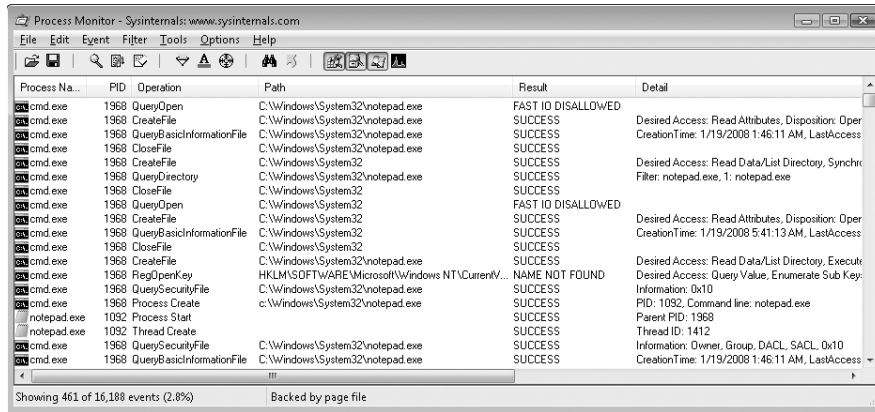 Process Monitor - Sysinternals: www.sysinternals.com
File Edit Event Filter Tools Options Help
Process Na... PID Operation Path Result Detail
cmd.exe 1968 QueryOpen C:\Windows\System32\notepad.exe FAST IO DISALLOWED
cmd.exe 1968 CreateFile C:\Windows\System32\notepad.exe SUCCESS Desired Access: Read Attributes, Disposition: Oper
cmd.exe 1968 QueryBasicInformationFile C:\Windows\System32\notepad.exe SUCCESS CreationTime: 1/19/2008 1:46:11 AM, LastAccess
cmd.exe 1968 CloseFile C:\Windows\System32\notepad.exe SUCCESS
cmd.exe 1968 CreateFile C:\Windows\System32 SUCCESS Desired Access: Read Data/List Directory, Synchro
cmd.exe 1968 QueryDirectory C:\Windows\System32\notepad.exe SUCCESS Filter: notepad.exe, 1: notepad.exe
cmd.exe 1968 CloseFile C:\Windows\System32 SUCCESS
cmd.exe 1968 QueryOpen C:\Windows\System32 FAST IO DISALLOWED
cmd.exe 1968 CreateFile C:\Windows\System32 SUCCESS Desired Access: Read Attributes, Disposition: Oper
cmd.exe 1968 QueryBasicInformationFile C:\Windows\System32 SUCCESS CreationTime: 1/19/2008 5:41:13 AM, LastAccess
cmd.exe 1968 CloseFile C:\Windows\System32 SUCCESS
cmd.exe 1968 CreateFile C:\Windows\System32\notepad.exe SUCCESS Desired Access: Read Data/List Directory, Execute
cmd.exe 1968 RegOpenKey HKLM\SOFTWARE\Microsoft\Windows NT\CurrentV... NAME NOT FOUND Desired Access: Query Value, Enumerate Sub Key
cmd.exe 1968 QuerySecurityFile C:\Windows\System32\notepad.exe SUCCESS Information: 0x10
cmd.exe 1968 Process Create c:\Windows\System32\notepad.exe SUCCESS PID: 1092, Command line: notepad.exe
notepad.exe 1092 Process Start SUCCESS Parent PID: 1968
notepad.exe 1092 Thread Create SUCCESS Thread ID: 1412
cmd.exe 1968 QuerySecurityFile C:\Windows\System32\notepad.exe SUCCESS Information: Owner, Group, DACL, SACL, 0x10
cmd.exe 1968 QueryBasicInformationFile C:\Windows\System32\notepad.exe SUCCESS CreationTime: 1/19/2008 1:46:11 AM, LastAccess
Showing 461 of 16,188 events (2.8%) Backed by page file